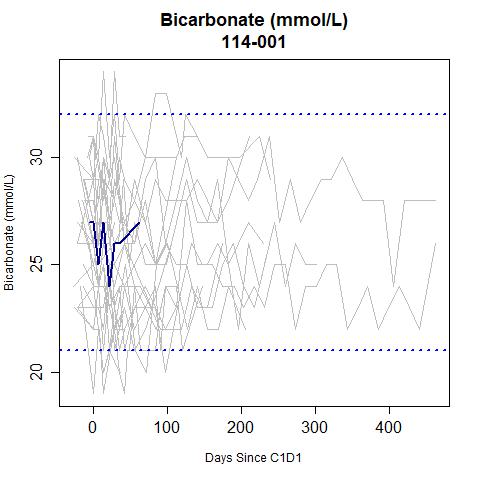 Bicarbonate (mmol/L)
114-001
Bicarbonate (mmol/L)
30
25
20
0 100 200 300 400
Days Since C1D1